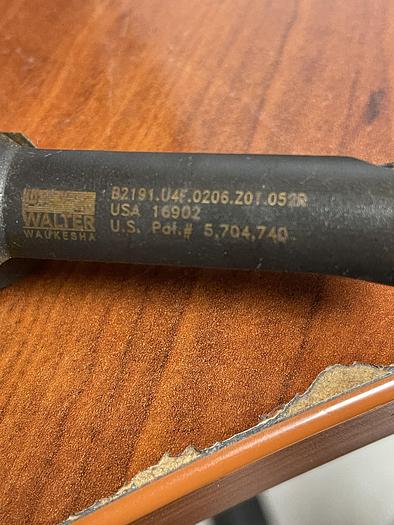 WALTER
WAUKESHA
B2191.U4F.0206.Z01.052R
USA 16902
U.S. Pat.# 5,704,740